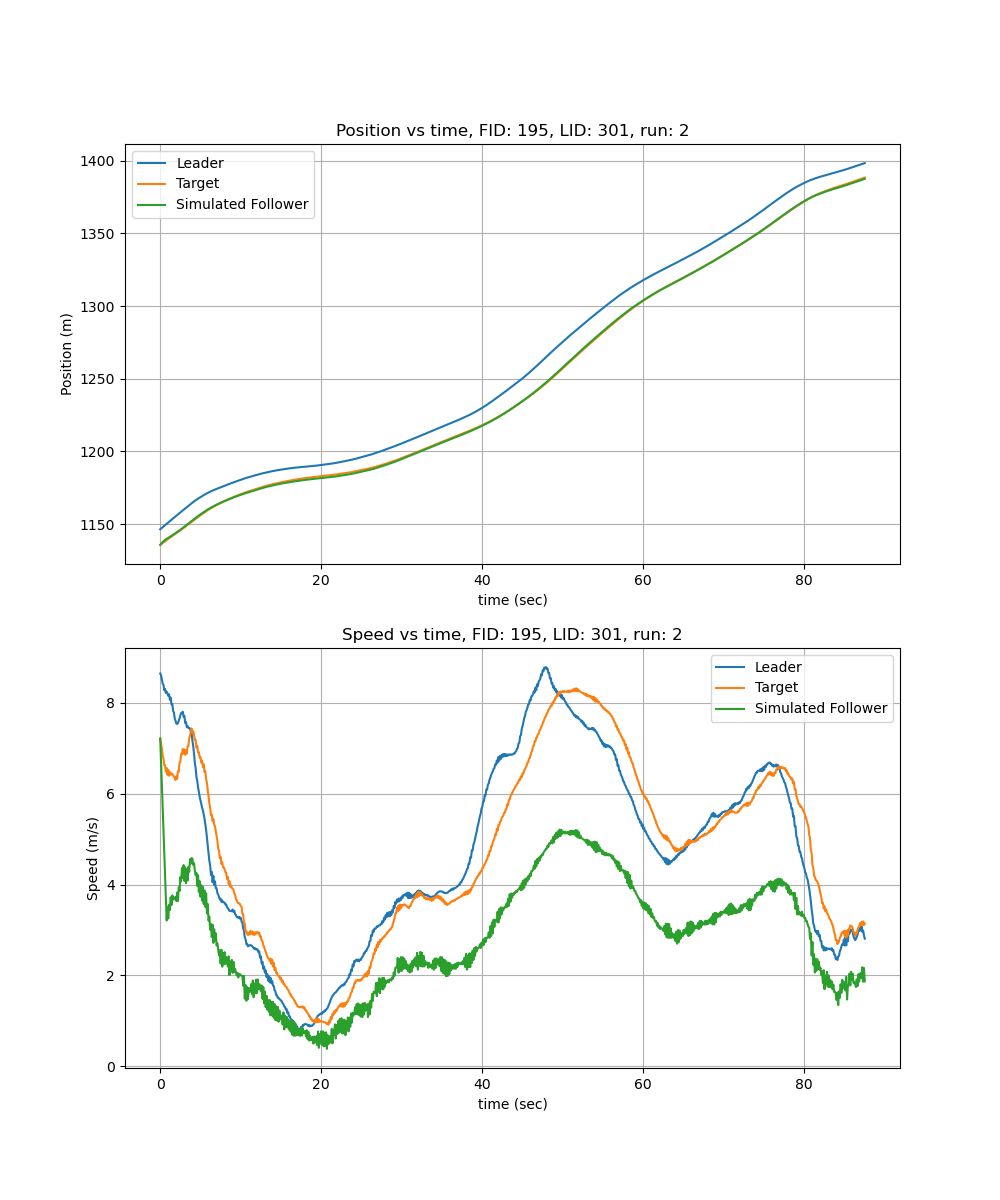 Position vs time, FID: 195, LID: 301, run: 2
Leader
Target
Simulated Follower
1400
1350
1300
1250
1200
1150
Position (m)
0 20 40 60 80
time (sec)
Speed vs time, FID: 195, LID: 301, run: 2
Leader
Target
Simulated Follower
8
6
4
2
0
Speed (m/s)
0 20 40 60 80
time (sec)